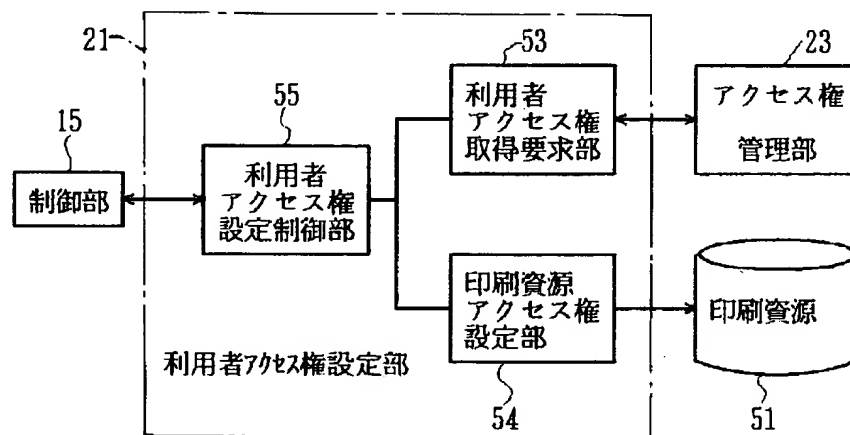 21
53
23
利用者
アクセス権
取得要求部
アクセス権
管理部
55
15
利用者
アクセス権
設定制御部
制御部
印刷資源
アクセス権
設定部
印刷資源
利用者アクセス権設定部
54
51